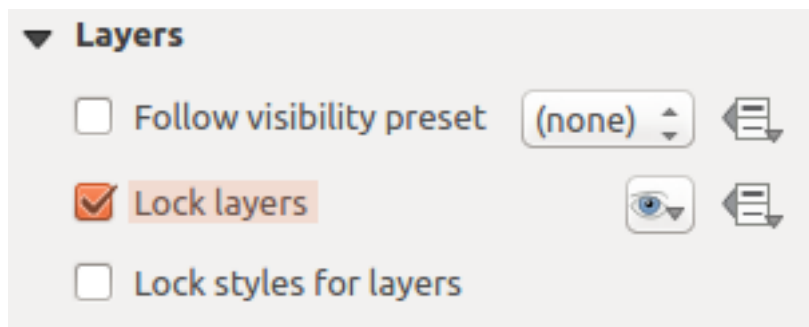 Layers
Follow visibility preset (none)
Lock layers
Lock styles for layers